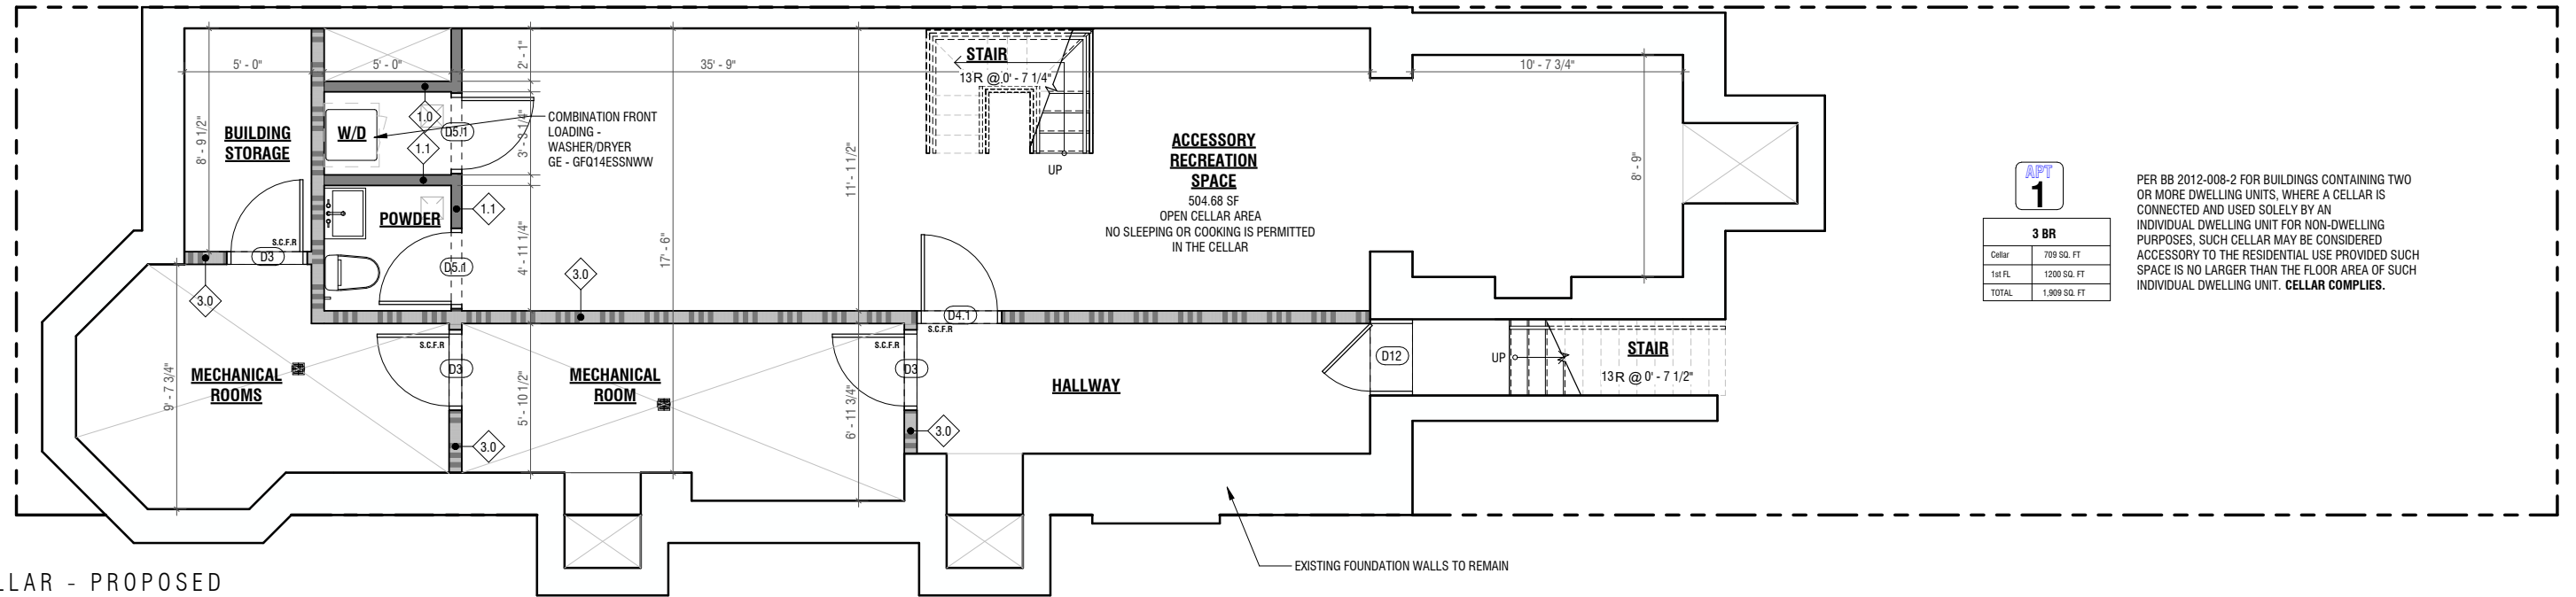 5' - 0"
5' - 0"
2' - 1"
35' - 9"
STAIR
13R @ 0' - 7 1/4"
UP
10' - 7 3/4"
8' - 9 1/2"
BUILDING
STORAGE
W/D
1.0
1.1
D5.1
3' - 3 1/4"
COMBINATION FRONT
LOADING -
WASHER/DRYER
GE - GFQ14ESSNWW
11' - 1 1/2"
ACCESSORY
RECREATION
SPACE
504.68 SF
OPEN CELLAR AREA
NO SLEEPING OR COOKING IS PERMITTED
IN THE CELLAR
8' - 9"
POWDER
1.1
S.C.F.R
D3
3.0
D5.1
4' - 11 1/4"
17' - 6"
3.0
D4.1
S.C.F.R
9' - 7 3/4"
MECHANICAL
ROOMS
S.C.F.R
D3
3.0
5' - 10 1/2"
MECHANICAL
ROOM
6' - 11 3/4"
S.C.F.R
D3
3.0
HALLWAY
D12
UP
STAIR
13R @ 0' - 7 1/2"
EXISTING FOUNDATION WALLS TO REMAIN
APT
1
3 BR
Cellar 709 SQ. FT
1st FL 1200 SQ. FT
TOTAL 1,909 SQ. FT
PER BB 2012-008-2 FOR BUILDINGS CONTAINING TWO
OR MORE DWELLING UNITS, WHERE A CELLAR IS
CONNECTED AND USED SOLELY BY AN
INDIVIDUAL DWELLING UNIT FOR NON-DWELLING
PURPOSES, SUCH CELLAR MAY BE CONSIDERED
ACCESSORY TO THE RESIDENTIAL USE PROVIDED SUCH
SPACE IS NO LARGER THAN THE FLOOR AREA OF SUCH
INDIVIDUAL DWELLING UNIT. CELLAR COMPLIES.
LLAR - PROPOSED